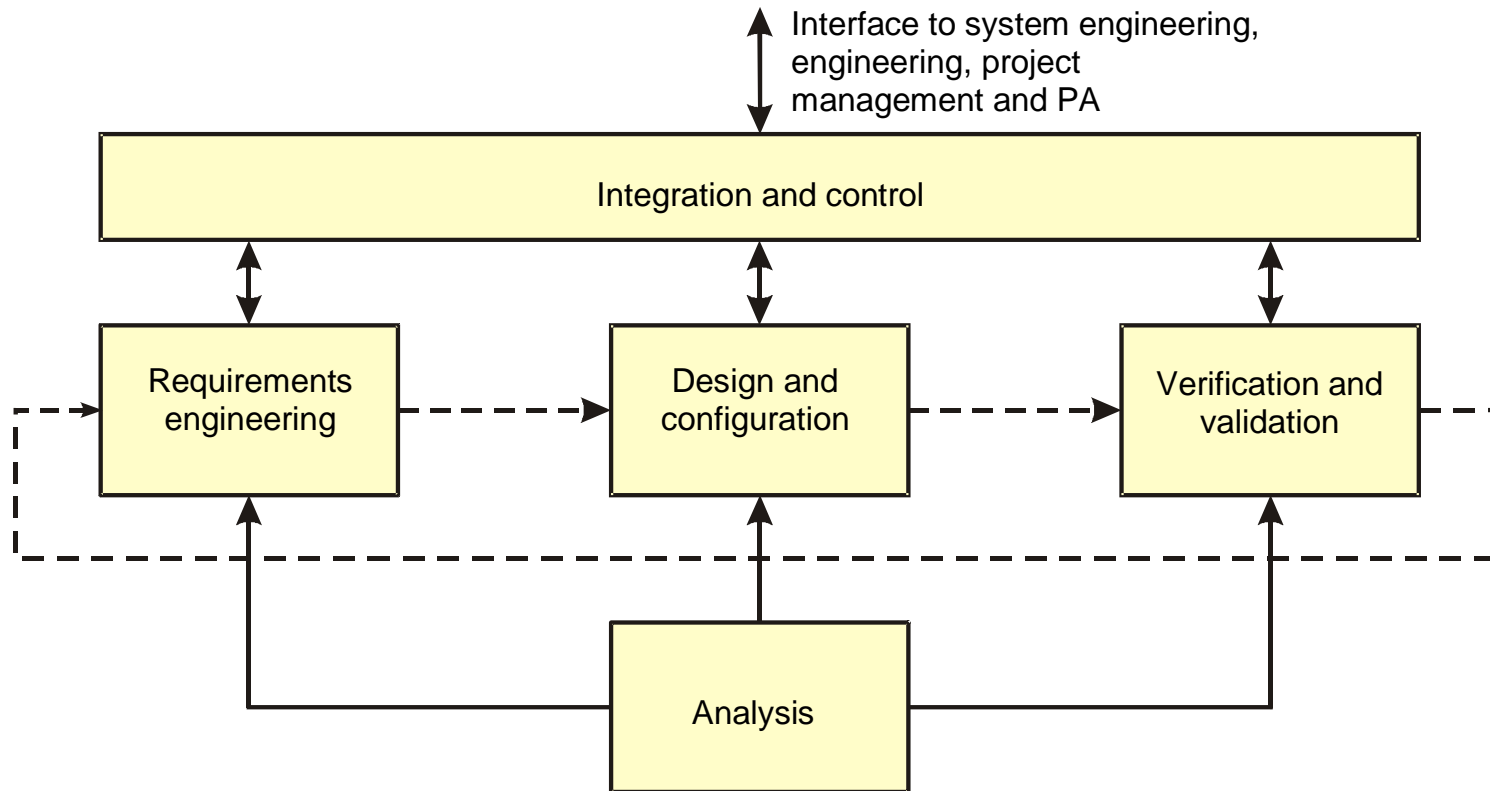 Interface to system engineering,
engineering, project
management and PA
Integration and control
Requirements
engineering
Design and
configuration
Verification and
validation
Analysis